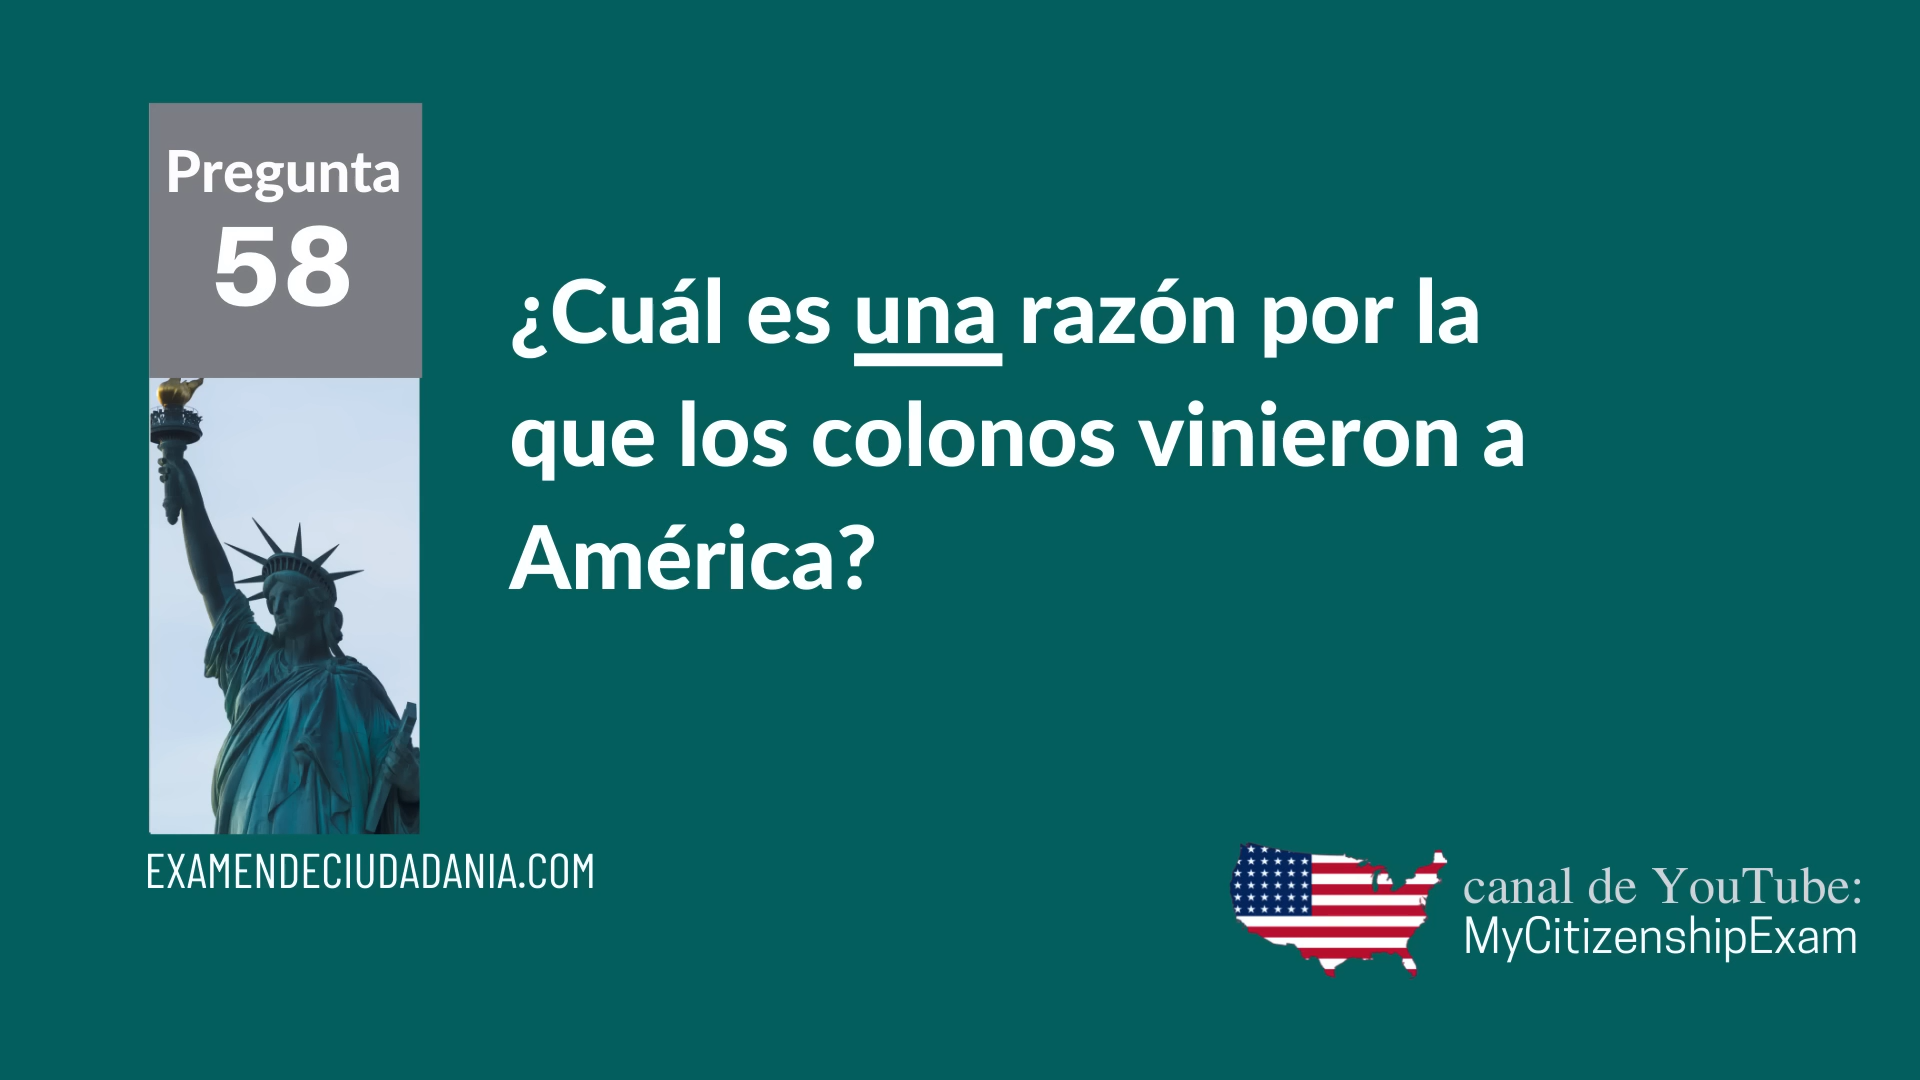 Pregunta
58
¿Cuál es una razón por la
que los colonos vinieron a
América?
EXAMENDECIUDADANIA.COM
canal de YouTube:
MyCitizenshipExam